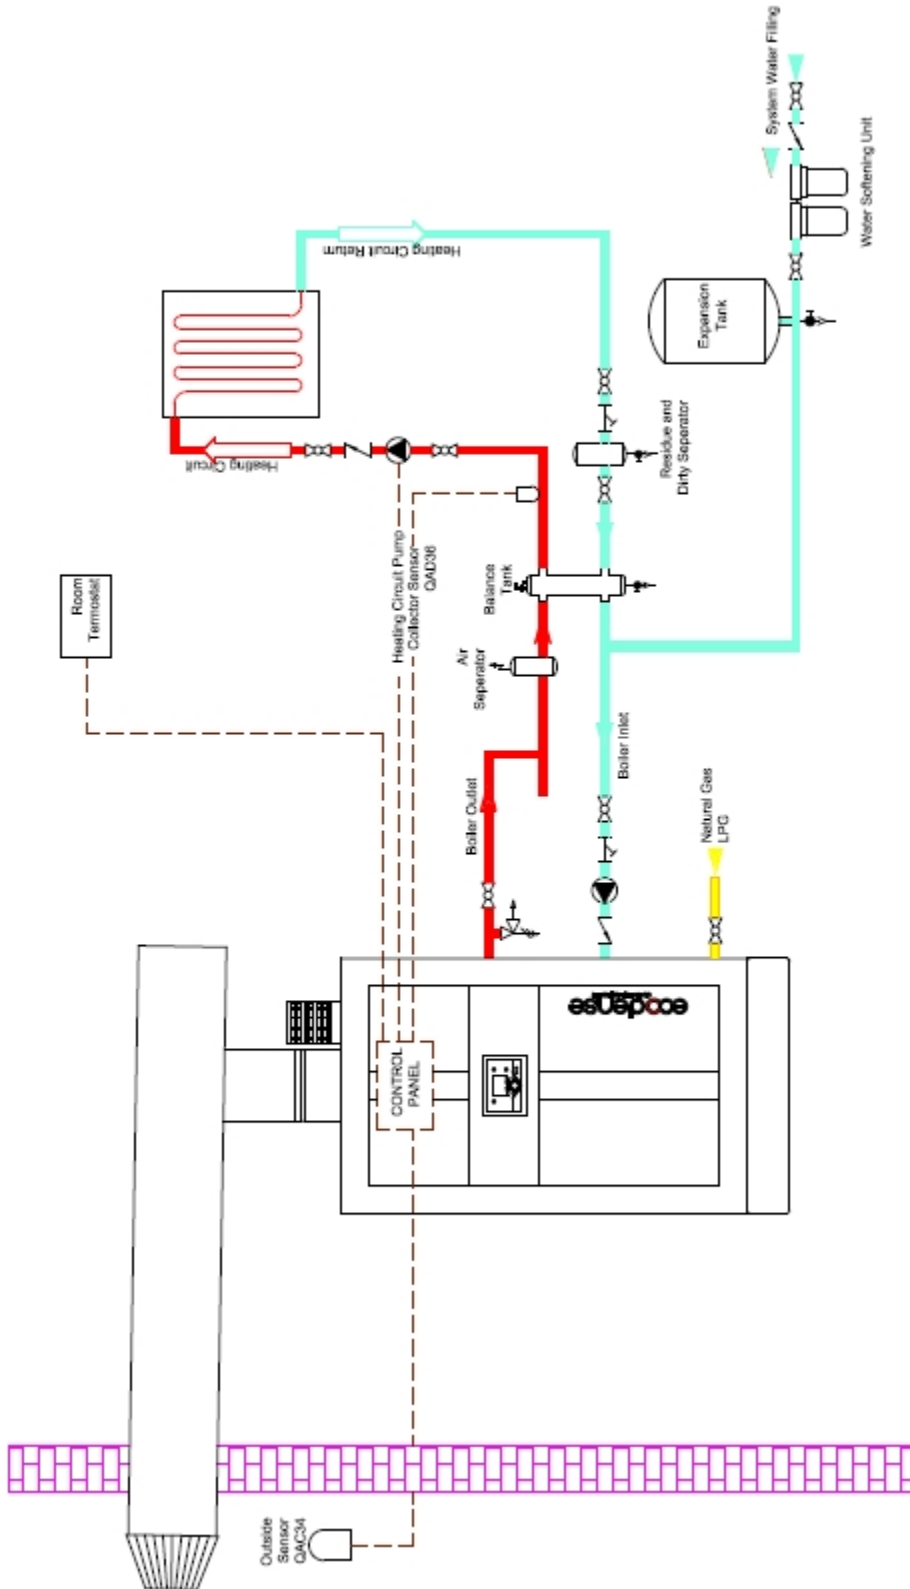 System Water Filling
Water Softening Unit
Heating Circuit Return
Expansion
Tank
Heating Circuit
Residue and
Dirty Seperator
Room
Termostat
Heating Circuit Pump
Collector Sensor
QAD36
Balance
Tank
Air
Seperator
Boiler Outlet
Boiler Inlet
Natural Gas
LPG
ecodense
CONTROL
PANEL
Outside
Sensor
QAC34